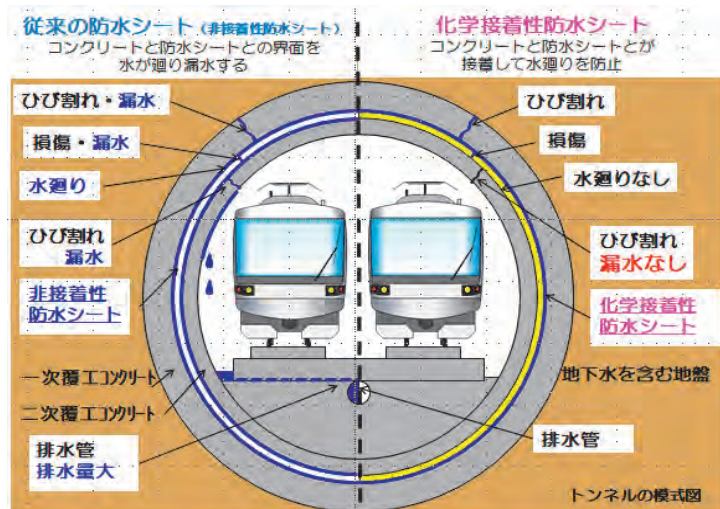 従来の防水シート（非接着性防水シート）
コンクリートと防水シートとの界面を
水が廻り漏水する
化学接着性防水シート
コンクリートと防水シートとが
接着して水廻りを防止
ひび割れ・漏水
損傷・漏水
水廻り
ひび割れ
漏水
非接着性
防水シート
一次覆工コンクリート
二次覆工コンクリート
排水管
排水量大
ひび割れ
損傷
水廻りなし
ひび割れ
漏水なし
化学接着性
防水シート
地下水を含む地盤
排水管
トンネルの模式図